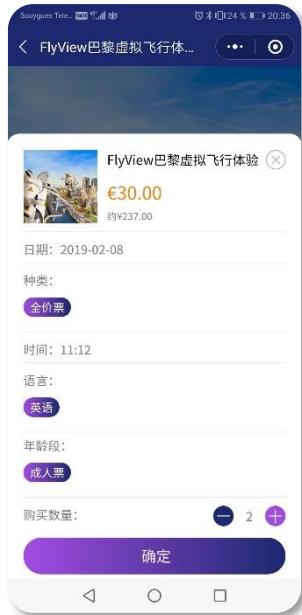 Bouygues Tele... 124 % 20:36
FlyView巴黎虚拟飞行体...
FlyView巴黎虚拟飞行体验
€30.00
约¥237.00
日期：2019-02-08
种类：
全价票
时间：11:12
语言：
英语
年龄段：
成人票
购买数量：
2
确定